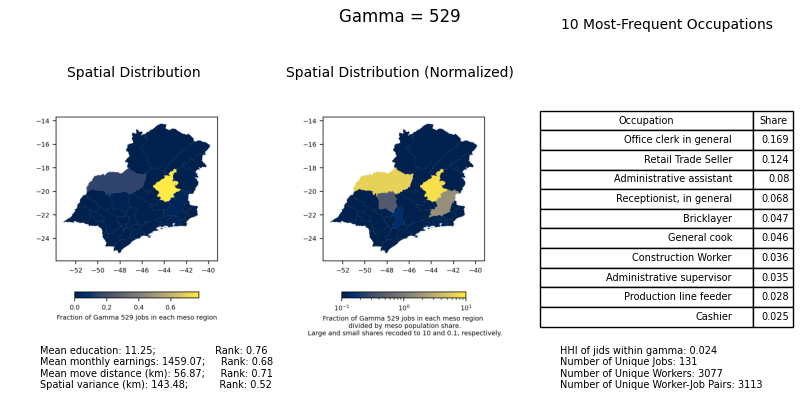 Gamma = 529
10 Most-Frequent Occupations
Spatial Distribution
Spatial Distribution (Normalized)
−14
−16
−18
−20
−22
−24
−52 −50 −48 −46 −44 −42 −40
0.0 0.2 0.4 0.6
Fraction of Gamma 529 jobs in each meso region
−14
−16
−18
−20
−22
−24
−52 −50 −48 −46 −44 −42 −40
10−1 100 101
Fraction of Gamma 529 jobs in each meso region
divided by meso population share.
Large and small shares recoded to 10 and 0.1, respectively.
Occupation Share
Office clerk in general 0.169
Retail Trade Seller 0.124
Administrative assistant 0.08
Receptionist, in general 0.068
Bricklayer 0.047
General cook 0.046
Construction Worker 0.036
Administrative supervisor 0.035
Production line feeder 0.028
Cashier 0.025
Mean education: 11.25; Rank: 0.76
Mean monthly earnings: 1459.07; Rank: 0.68
Mean move distance (km): 56.87; Rank: 0.71
Spatial variance (km): 143.48; Rank: 0.52
HHI of jids within gamma: 0.024
Number of Unique Jobs: 131
Number of Unique Workers: 3077
Number of Unique Worker-Job Pairs: 3113